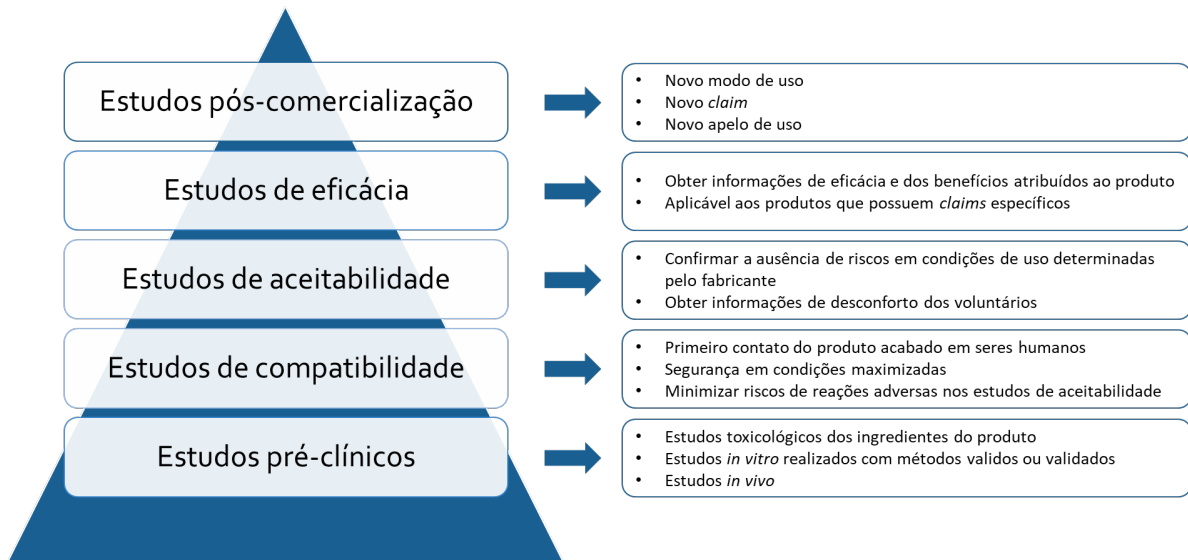 Estudos pós-comercialização
• Novo modo de uso
• Novo claim
• Novo apelo de uso
Estudos de eficácia
• Obter informações de eficácia e dos benefícios atribuídos ao produto
• Aplicável aos produtos que possuem claims específicos
Estudos de aceitabilidade
• Confirmar a ausência de riscos em condições de uso determinadas
pelo fabricante
• Obter informações de desconforto dos voluntários
Estudos de compatibilidade
• Primeiro contato do produto acabado em seres humanos
• Segurança em condições maximizadas
• Minimizar riscos de reações adversas nos estudos de aceitabilidade
Estudos pré-clínicos
• Estudos toxicológicos dos ingredientes do produto
• Estudos in vitro realizados com métodos validos ou validados
• Estudos in vivo